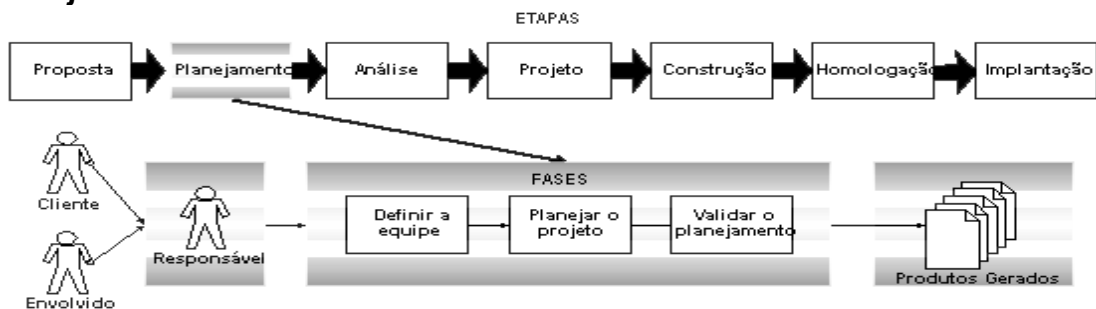 ETAPAS
Proposta
Planejamento
Análise
Projeto
Construção
Homologação
Implantação
FASES
Cliente
Envolvido
Responsável
Definir a
equipe
Planejar o
projeto
Validar o
planejamento
Produtos Gerados